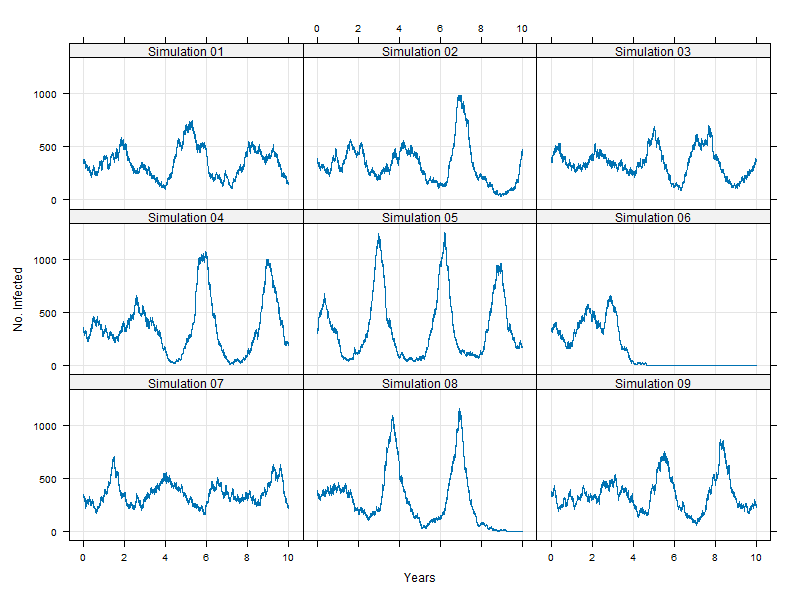 0 2 4 6 8 10
Simulation 01 Simulation 02 Simulation 03
1000
500
0
Simulation 04 Simulation 05 Simulation 06
1000
500
0
Simulation 07 Simulation 08 Simulation 09
1000
500
0
0 2 4 6 8 10 0 2 4 6 8 10
Years
No. Infected